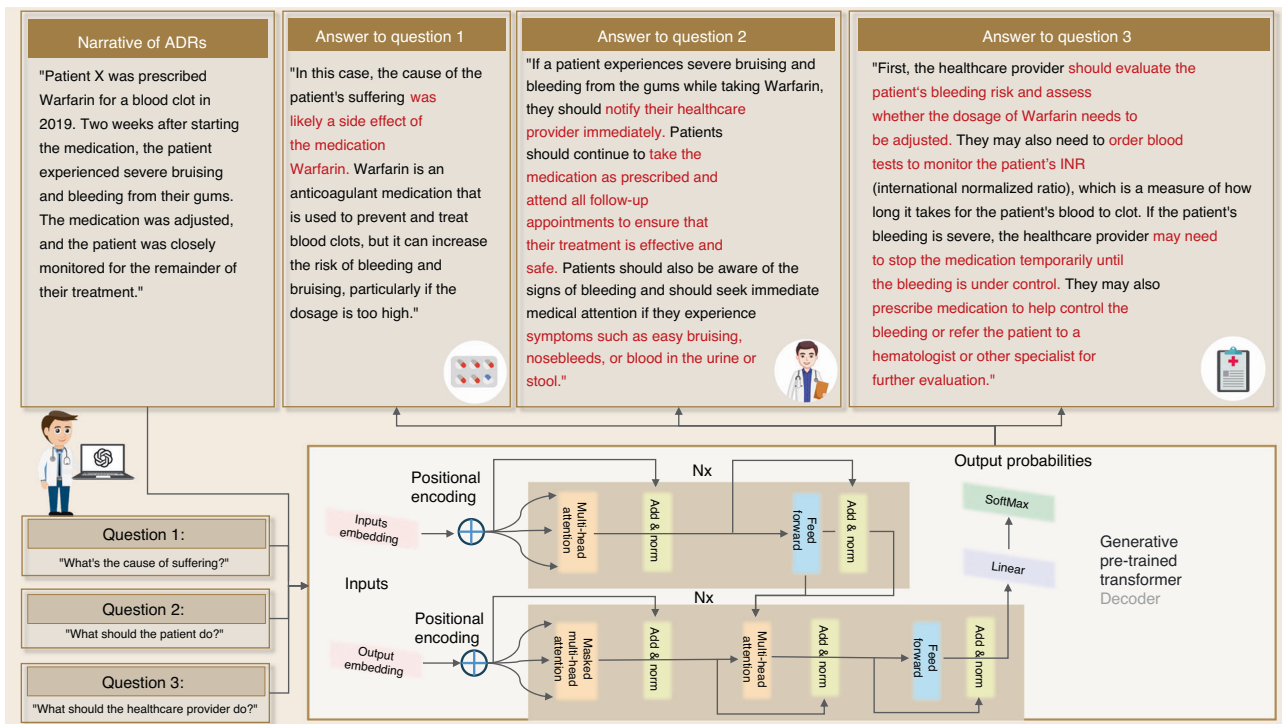 Narrative of ADRs
"Patient X was prescribed
Warfarin for a blood clot in
2019. Two weeks after starting
the medication, the patient
experienced severe bruising
and bleeding from their gums.
The medication was adjusted,
and the patient was closely
monitored for the remainder of
their treatment."
Answer to question 1
"In this case, the cause of the
patient's suffering was
likely a side effect of
the medication
Warfarin. Warfarin is an
anticoagulant medication that
is used to prevent and treat
blood clots, but it can increase
the risk of bleeding and
bruising, particularly if the
dosage is too high."
Answer to question 2
"If a patient experiences severe bruising and
bleeding from the gums while taking Warfarin,
they should notify their healthcare
provider immediately. Patients
should continue to take the
medication as prescribed and
attend all follow-up
appointments to ensure that
their treatment is effective and
safe. Patients should also be aware of the
signs of bleeding and should seek immediate
medical attention if they experience
symptoms such as easy bruising,
nosebleeds, or blood in the urine or
stool."
Answer to question 3
"First, the healthcare provider should evaluate the
patient's bleeding risk and assess
whether the dosage of Warfarin needs to
be adjusted. They may also need to order blood
tests to monitor the patient's INR
(international normalized ratio), which is a measure of how
long it takes for the patient's blood to clot. If the patient's
bleeding is severe, the healthcare provider may need
to stop the medication temporarily until
the bleeding is under control. They may also
prescribe medication to help control the
bleeding or refer the patient to a
hematologist or other specialist for
further evaluation."
Question 1:
"What's the cause of suffering?"
Question 2:
"What should the patient do?"
Question 3:
"What should the healthcare provider do?"
Inputs
Positional
encoding
Nx
Inputs
embedding
Multi-head
attention
Add & norm
Feed
forward
Add & norm
Positional
encoding
Nx
Output
embedding
Masked
multi-head
attention
Add & norm
Multi-head
attention
Add & norm
Feed
forward
Add & norm
Output probabilities
SoftMax
Linear
Generative
pre-trained
transformer
Decoder